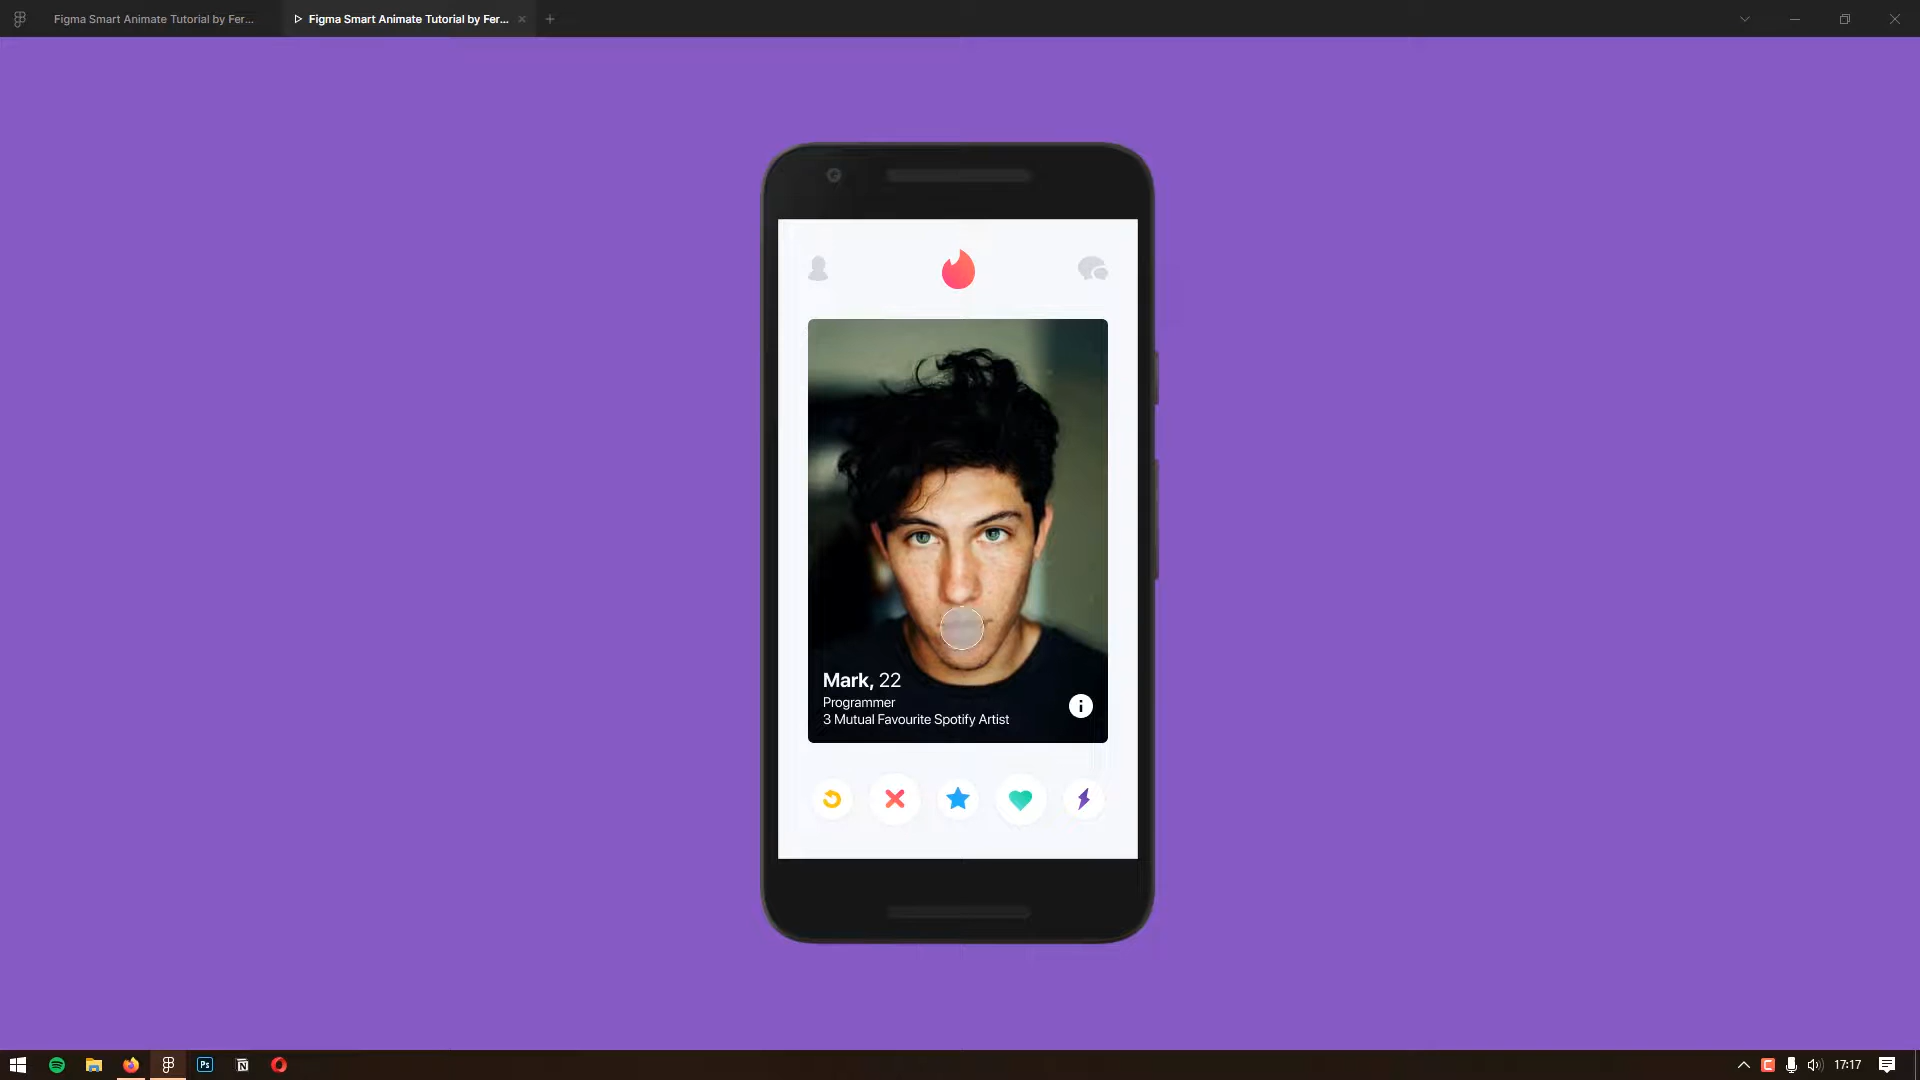 Figma Smart Animate Tutorial by Fer...
Figma Smart Animate Tutorial by Fer...
Mark, 22
Programmer
3 Mutual Favourite Spotify Artist
i
Ps
17:17